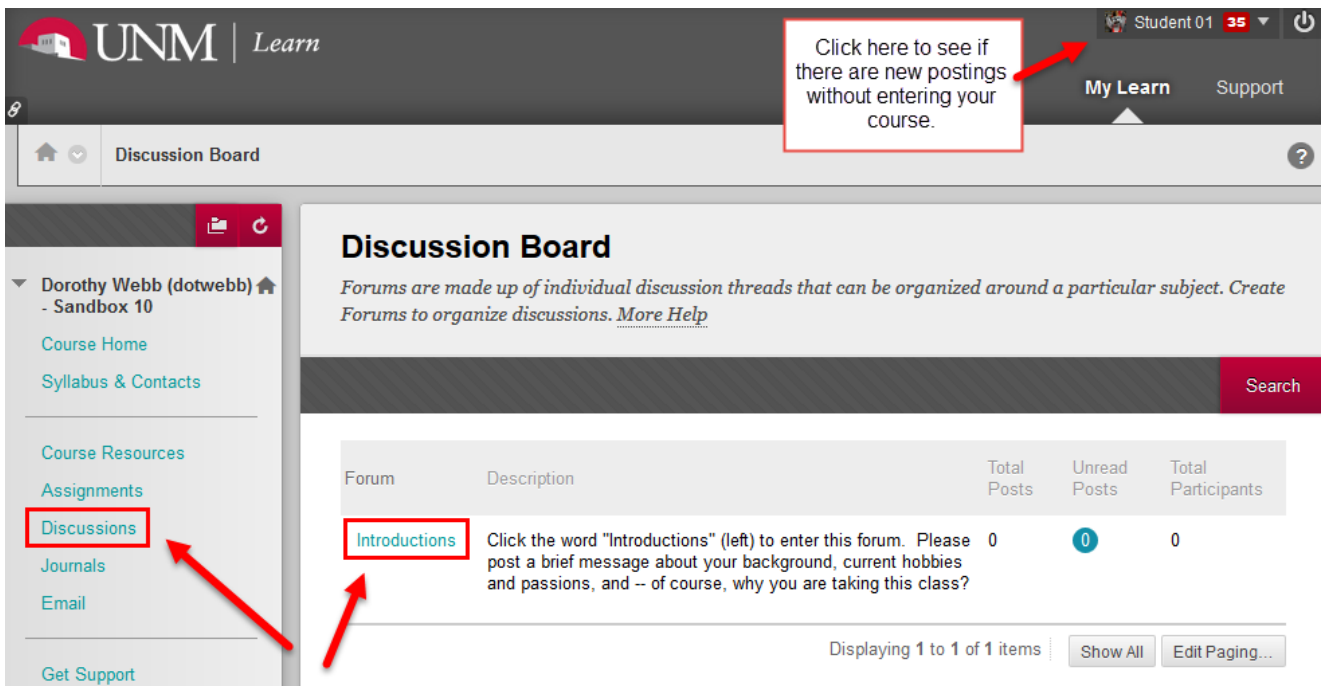 UNM | Learn
Click here to see if
there are new postings
without entering your
course.
Student 01 35
My Learn Support
Discussion Board
?
Dorothy Webb (dotwebb)
- Sandbox 10
Course Home
Syllabus & Contacts
Course Resources
Assignments
Discussions
Journals
Email
Get Support
Discussion Board
Forums are made up of individual discussion threads that can be organized around a particular subject. Create
Forums to organize discussions. More Help
Search
Forum Description Total Posts Unread Posts Total Participants
Introductions Click the word "Introductions" (left) to enter this forum. Please 0 0 0
post a brief message about your background, current hobbies
and passions, and -- of course, why you are taking this class?
Displaying 1 to 1 of 1 items Show All Edit Paging...